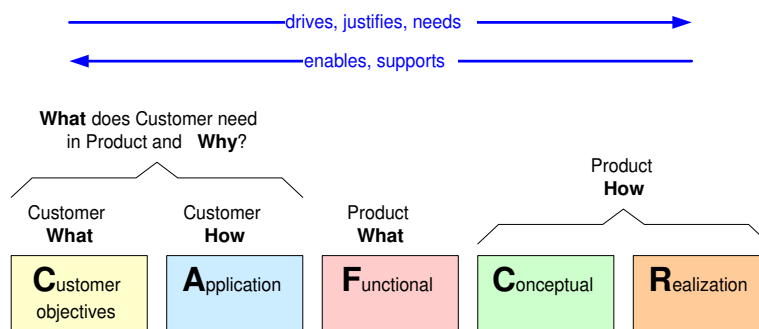 drives, justifies, needs
enables, supports
What does Customer need
in Product and Why?
Product
How
Customer
What
Customer
How
Product
What
Customer
objectives
Application
Functional
Conceptual
Realization